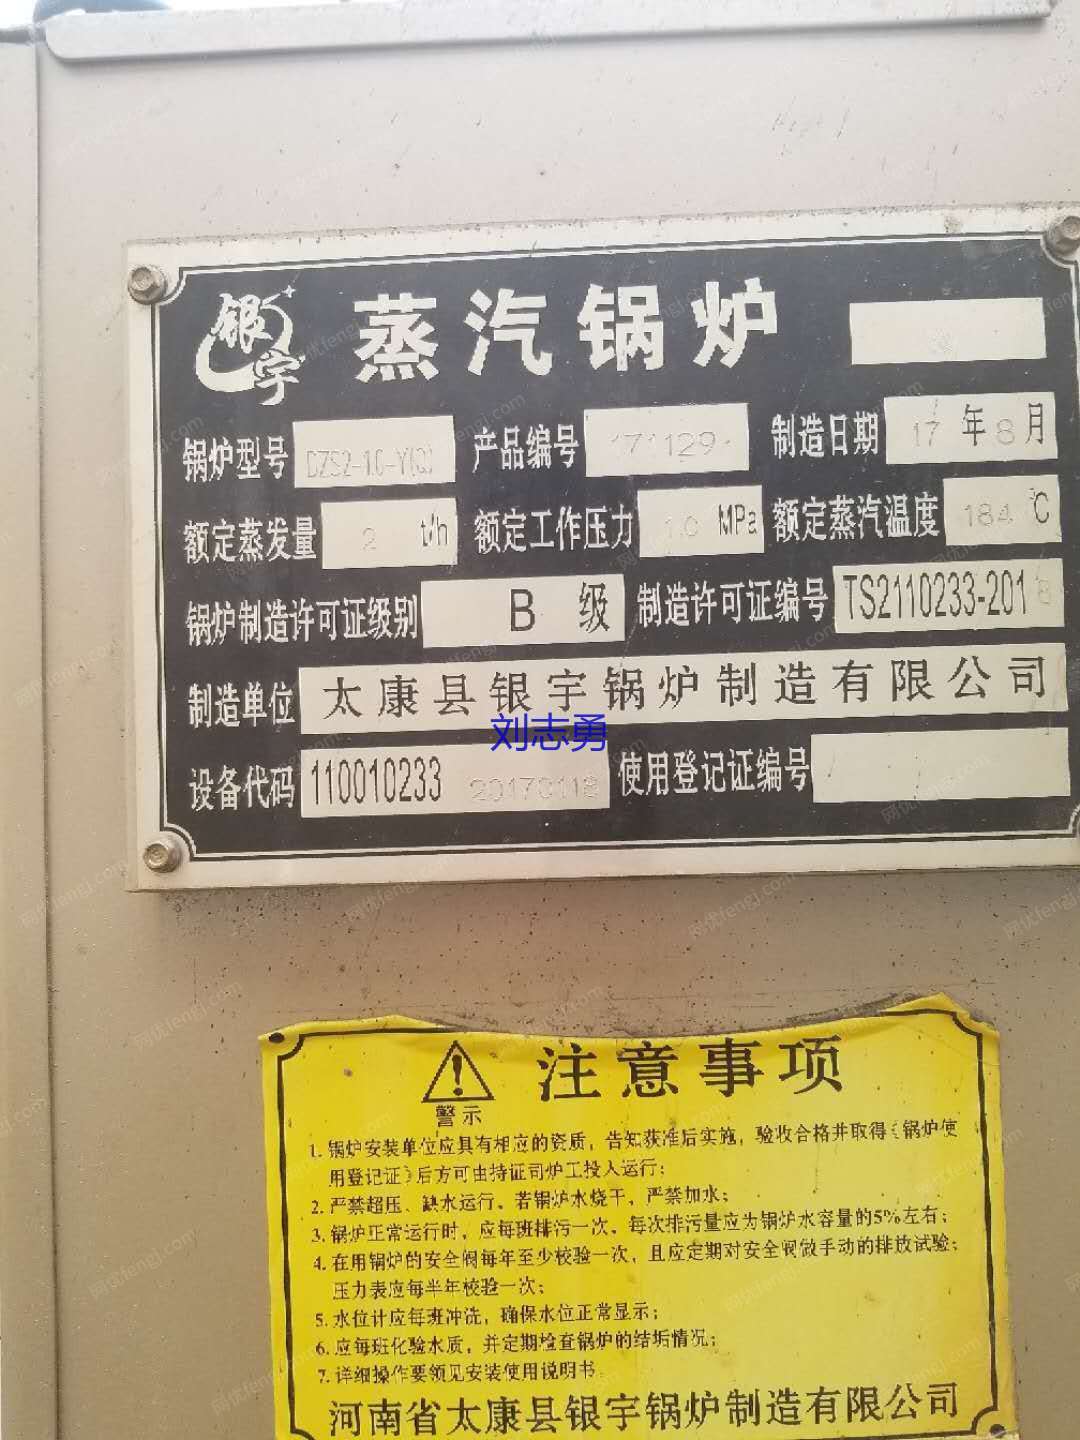 银宇 蒸汽锅炉
锅炉型号 DZS2-1.0-Y(Q) 产品编号 171129 制造日期 17 年 8 月
额定蒸发量 2 t/h 额定工作压力 1.0 MPa 额定蒸汽温度 184 ℃
锅炉制造许可证级别 B 级 制造许可证编号 TS2110233-2018
制造单位 太康县银宇锅炉制造有限公司
刘志勇
设备代码 110010233 20170118 使用登记证编号
注意事项
警示
1. 锅炉安装单位应具有相应的资质，告知获准后实施，验收合格并取得《锅炉使
用登记证》后方可由持证司炉工投入运行；
2. 严禁超压、缺水运行。若锅炉水烧干，严禁加水；
3. 锅炉正常运行时，应每班排污一次。每次排污量应为锅炉水容量的5%左右；
4. 在用锅炉的安全阀每年至少校验一次，且应定期对安全阀做手动的排放试验；
压力表应每半年校验一次；
5. 水位计应每班冲洗，确保水位正常显示；
6. 应每班化验水质，并定期检查锅炉的结垢情况；
7. 详细操作要领见安装使用说明书。
河南省太康县银宇锅炉制造有限公司